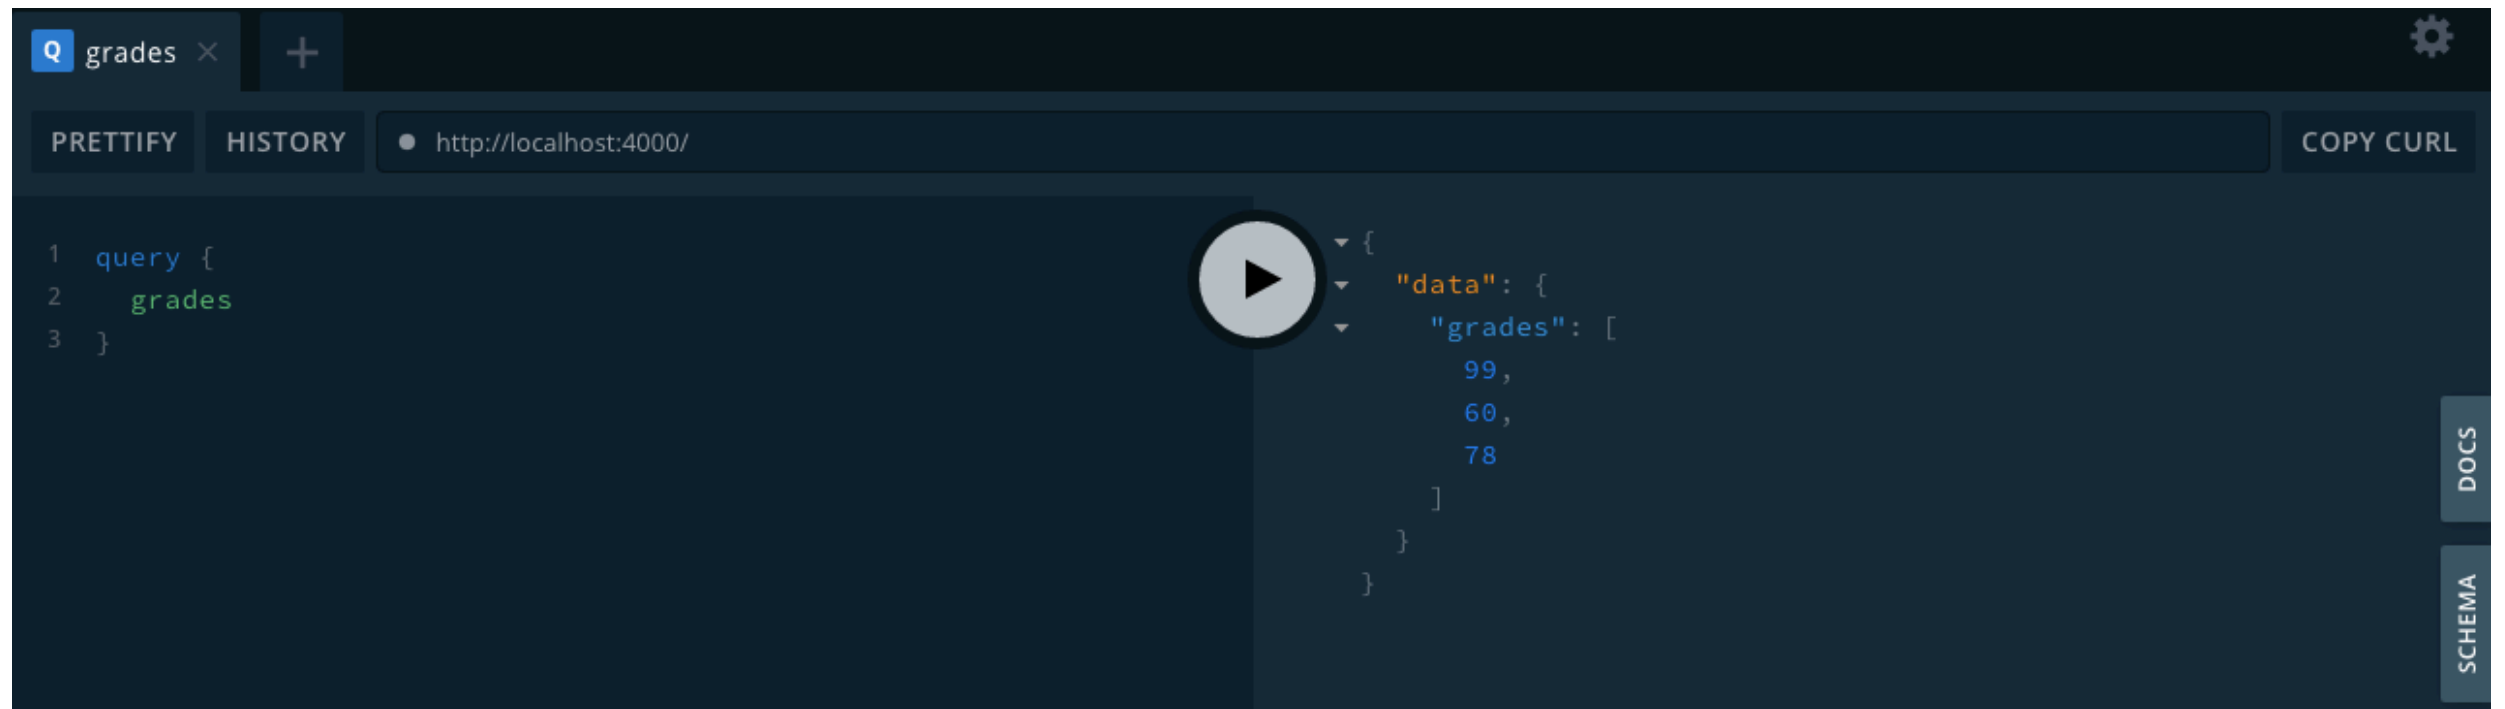 Q grades × +
PRETTIFY HISTORY http://localhost:4000/ COPY CURL
1 query {
2 grades
3 }
{
"data": {
"grades": [
99,
60,
78
]
}
}
DOCS
SCHEMA